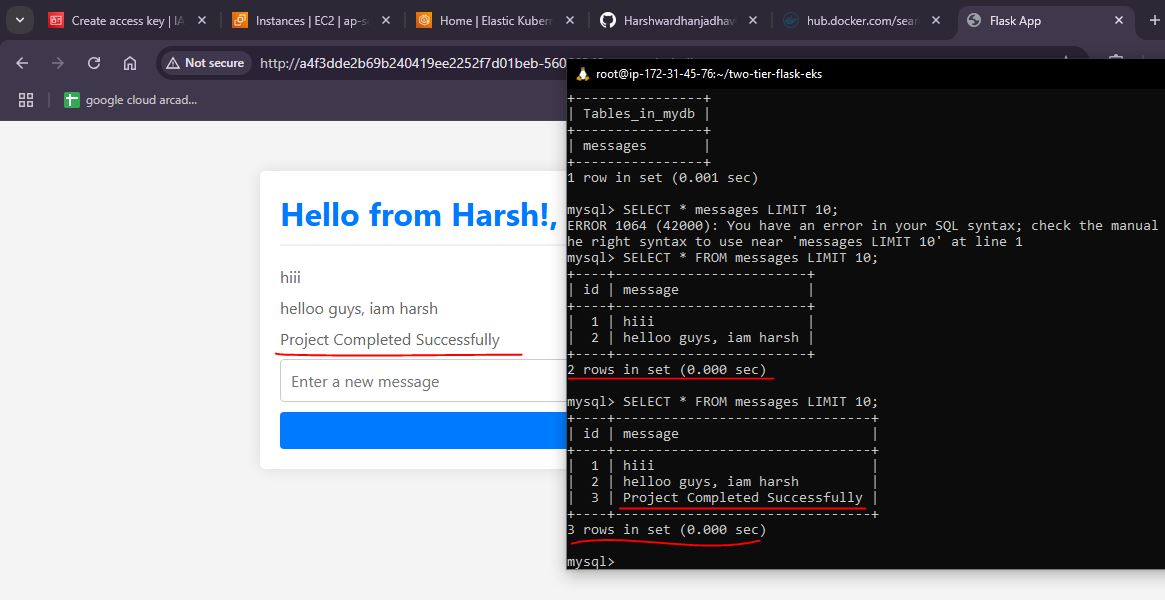 Create access key | IA
Instances | EC2 | ap-s
Home | Elastic Kubern
Harshwardhanjadhav
hub.docker.com/sear
Flask App
Not secure
http://a4f3dde2b69b240419ee2252f7d01beb-560
google cloud arcad...
Hello from Harsh!,
hiii
helloo guys, iam harsh
Project Completed Successfully
Enter a new message
root@ip-172-31-45-76:~/two-tier-flask-eks
+----------------+
| Tables_in_mydb |
+----------------+
| messages       |
+----------------+
1 row in set (0.001 sec)
mysql> SELECT * messages LIMIT 10;
ERROR 1064 (42000): You have an error in your SQL syntax; check the manual
he right syntax to use near 'messages LIMIT 10' at line 1
mysql> SELECT * FROM messages LIMIT 10;
+----+------------------------+
| id | message                |
+----+------------------------+
|  1 | hiii                   |
|  2 | helloo guys, iam harsh |
+----+------------------------+
2 rows in set (0.000 sec)
mysql> SELECT * FROM messages LIMIT 10;
+----+--------------------------------+
| id | message                        |
+----+--------------------------------+
|  1 | hiii                           |
|  2 | helloo guys, iam harsh         |
|  3 | Project Completed Successfully |
+----+--------------------------------+
3 rows in set (0.000 sec)
mysql>